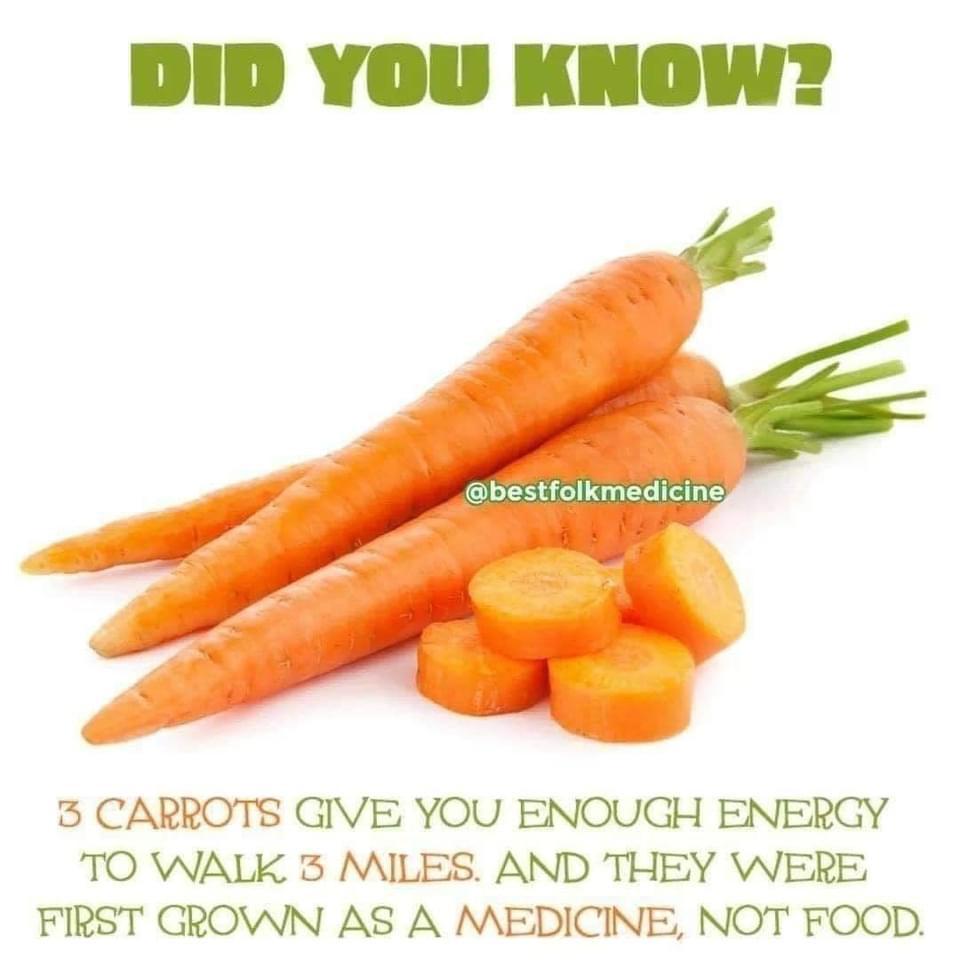 DID YOU KNOW?
@bestfolkmedicine
3 CARROTS GIVE YOU ENOUGH ENERGY
TO WALK 3 MILES. AND THEY WERE
FIRST GROWN AS A MEDICINE, NOT FOOD.